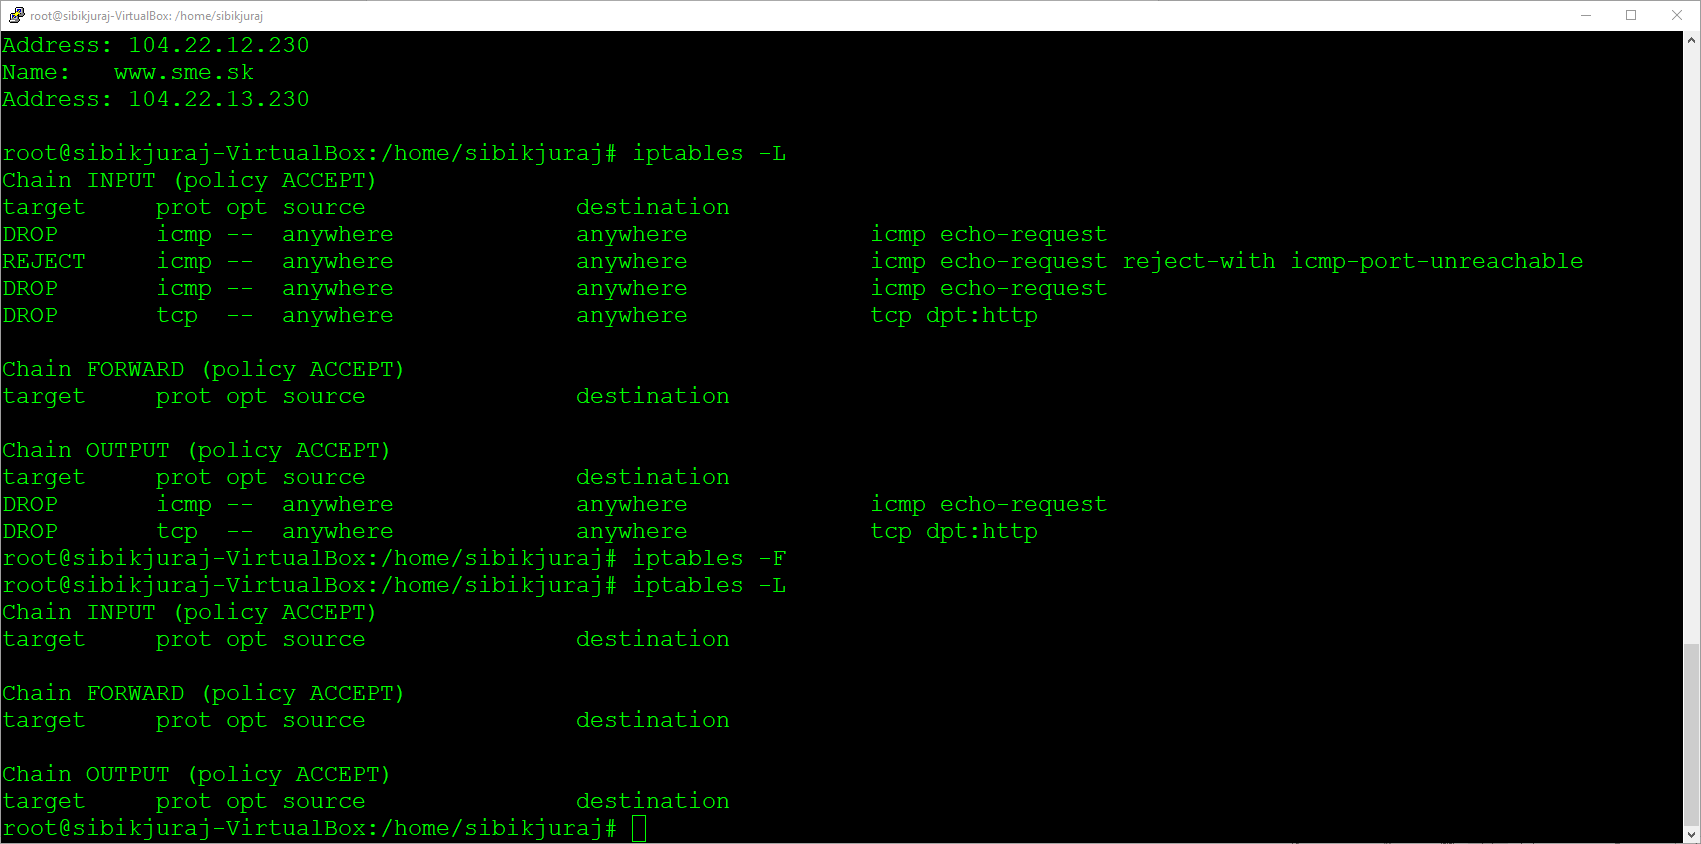 root@sibikjuraj-VirtualBox: /home/sibikjuraj
Address: 104.22.12.230
Name:   www.sme.sk
Address: 104.22.13.230
root@sibikjuraj-VirtualBox:/home/sibikjuraj# iptables -L
Chain INPUT (policy ACCEPT)
target     prot opt source               destination
DROP       icmp --  anywhere             anywhere             icmp echo-request
REJECT     icmp --  anywhere             anywhere             icmp echo-request reject-with icmp-port-unreachable
DROP       icmp --  anywhere             anywhere             icmp echo-request
DROP       tcp  --  anywhere             anywhere             tcp dpt:http
Chain FORWARD (policy ACCEPT)
target     prot opt source               destination
Chain OUTPUT (policy ACCEPT)
target     prot opt source               destination
DROP       icmp --  anywhere             anywhere             icmp echo-request
DROP       tcp  --  anywhere             anywhere             tcp dpt:http
root@sibikjuraj-VirtualBox:/home/sibikjuraj# iptables -F
root@sibikjuraj-VirtualBox:/home/sibikjuraj# iptables -L
Chain INPUT (policy ACCEPT)
target     prot opt source               destination
Chain FORWARD (policy ACCEPT)
target     prot opt source               destination
Chain OUTPUT (policy ACCEPT)
target     prot opt source               destination
root@sibikjuraj-VirtualBox:/home/sibikjuraj#